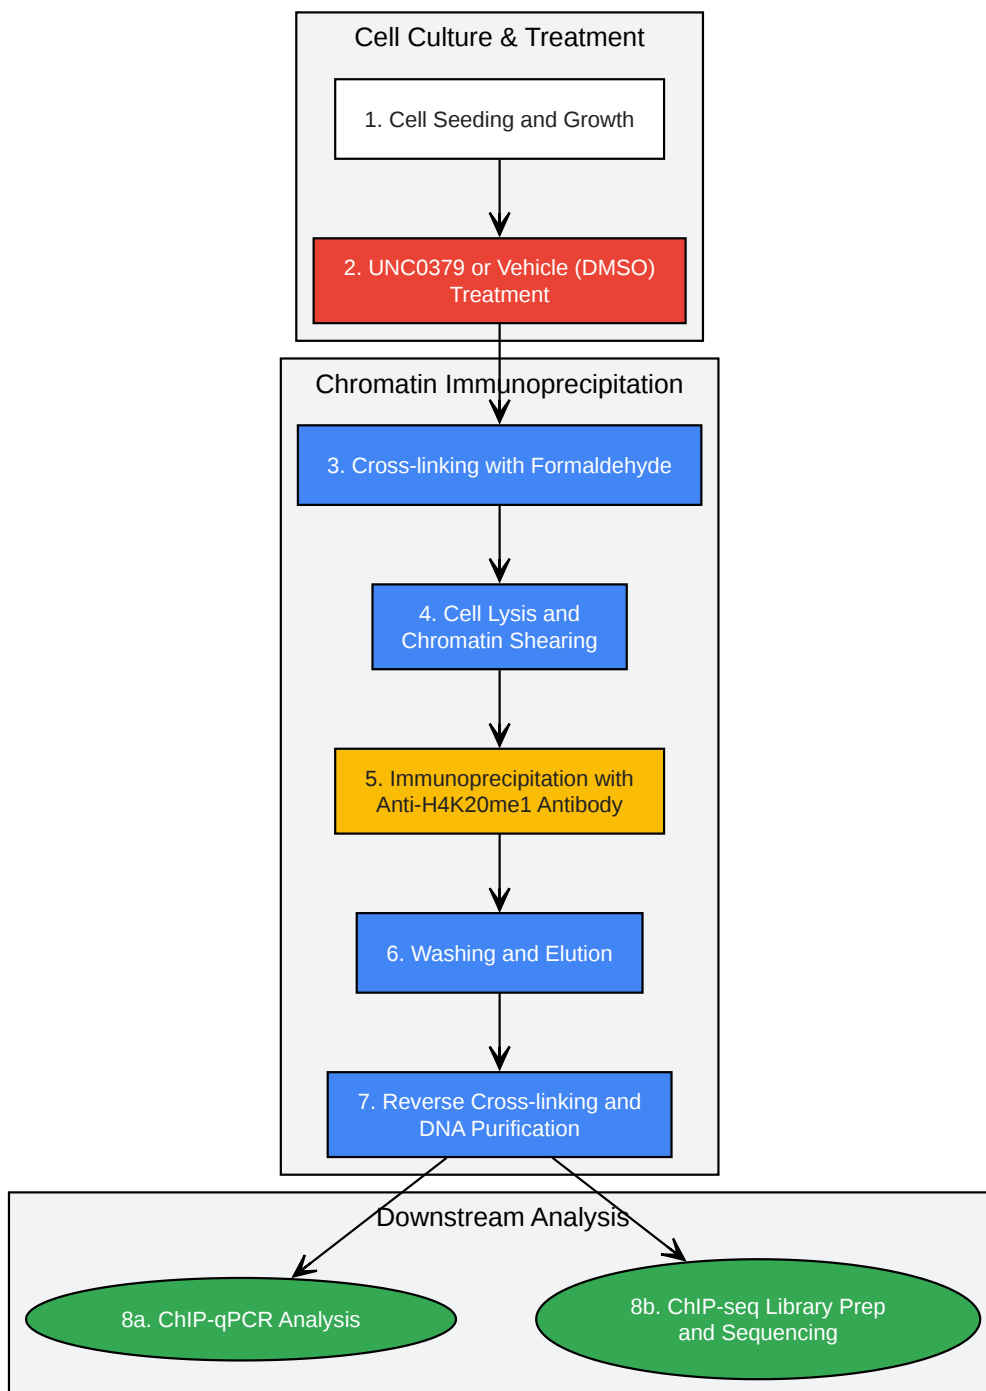 Cell Culture & Treatment
1. Cell Seeding and Growth
2. UNC0379 or Vehicle (DMSO)
Treatment
Chromatin Immunoprecipitation
3. Cross-linking with Formaldehyde
4. Cell Lysis and
Chromatin Shearing
5. Immunoprecipitation with
Anti-H4K20me1 Antibody
6. Washing and Elution
7. Reverse Cross-linking and
DNA Purification
Downstream Analysis
8a. ChIP-qPCR Analysis
8b. ChIP-seq Library Prep
and Sequencing